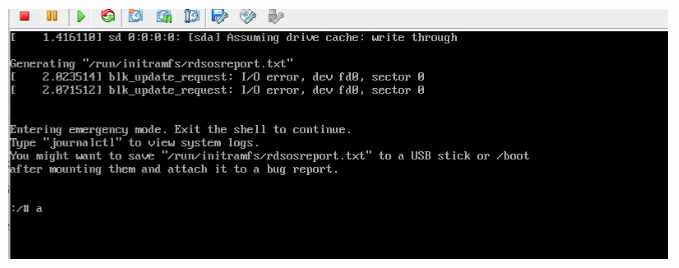 [    1.416110] sd 0:0:0:0: [sda] Assuming drive cache: write through
Generating "/run/initramfs/rdsosreport.txt"
[    2.023514] blk_update_request: I/O error, dev fd0, sector 0
[    2.071512] blk_update_request: I/O error, dev fd0, sector 0
Entering emergency mode. Exit the shell to continue.
Type "journalctl" to view system logs.
You might want to save "/run/initramfs/rdsosreport.txt" to a USB stick or /boot
after mounting them and attach it to a bug report.
:/# a